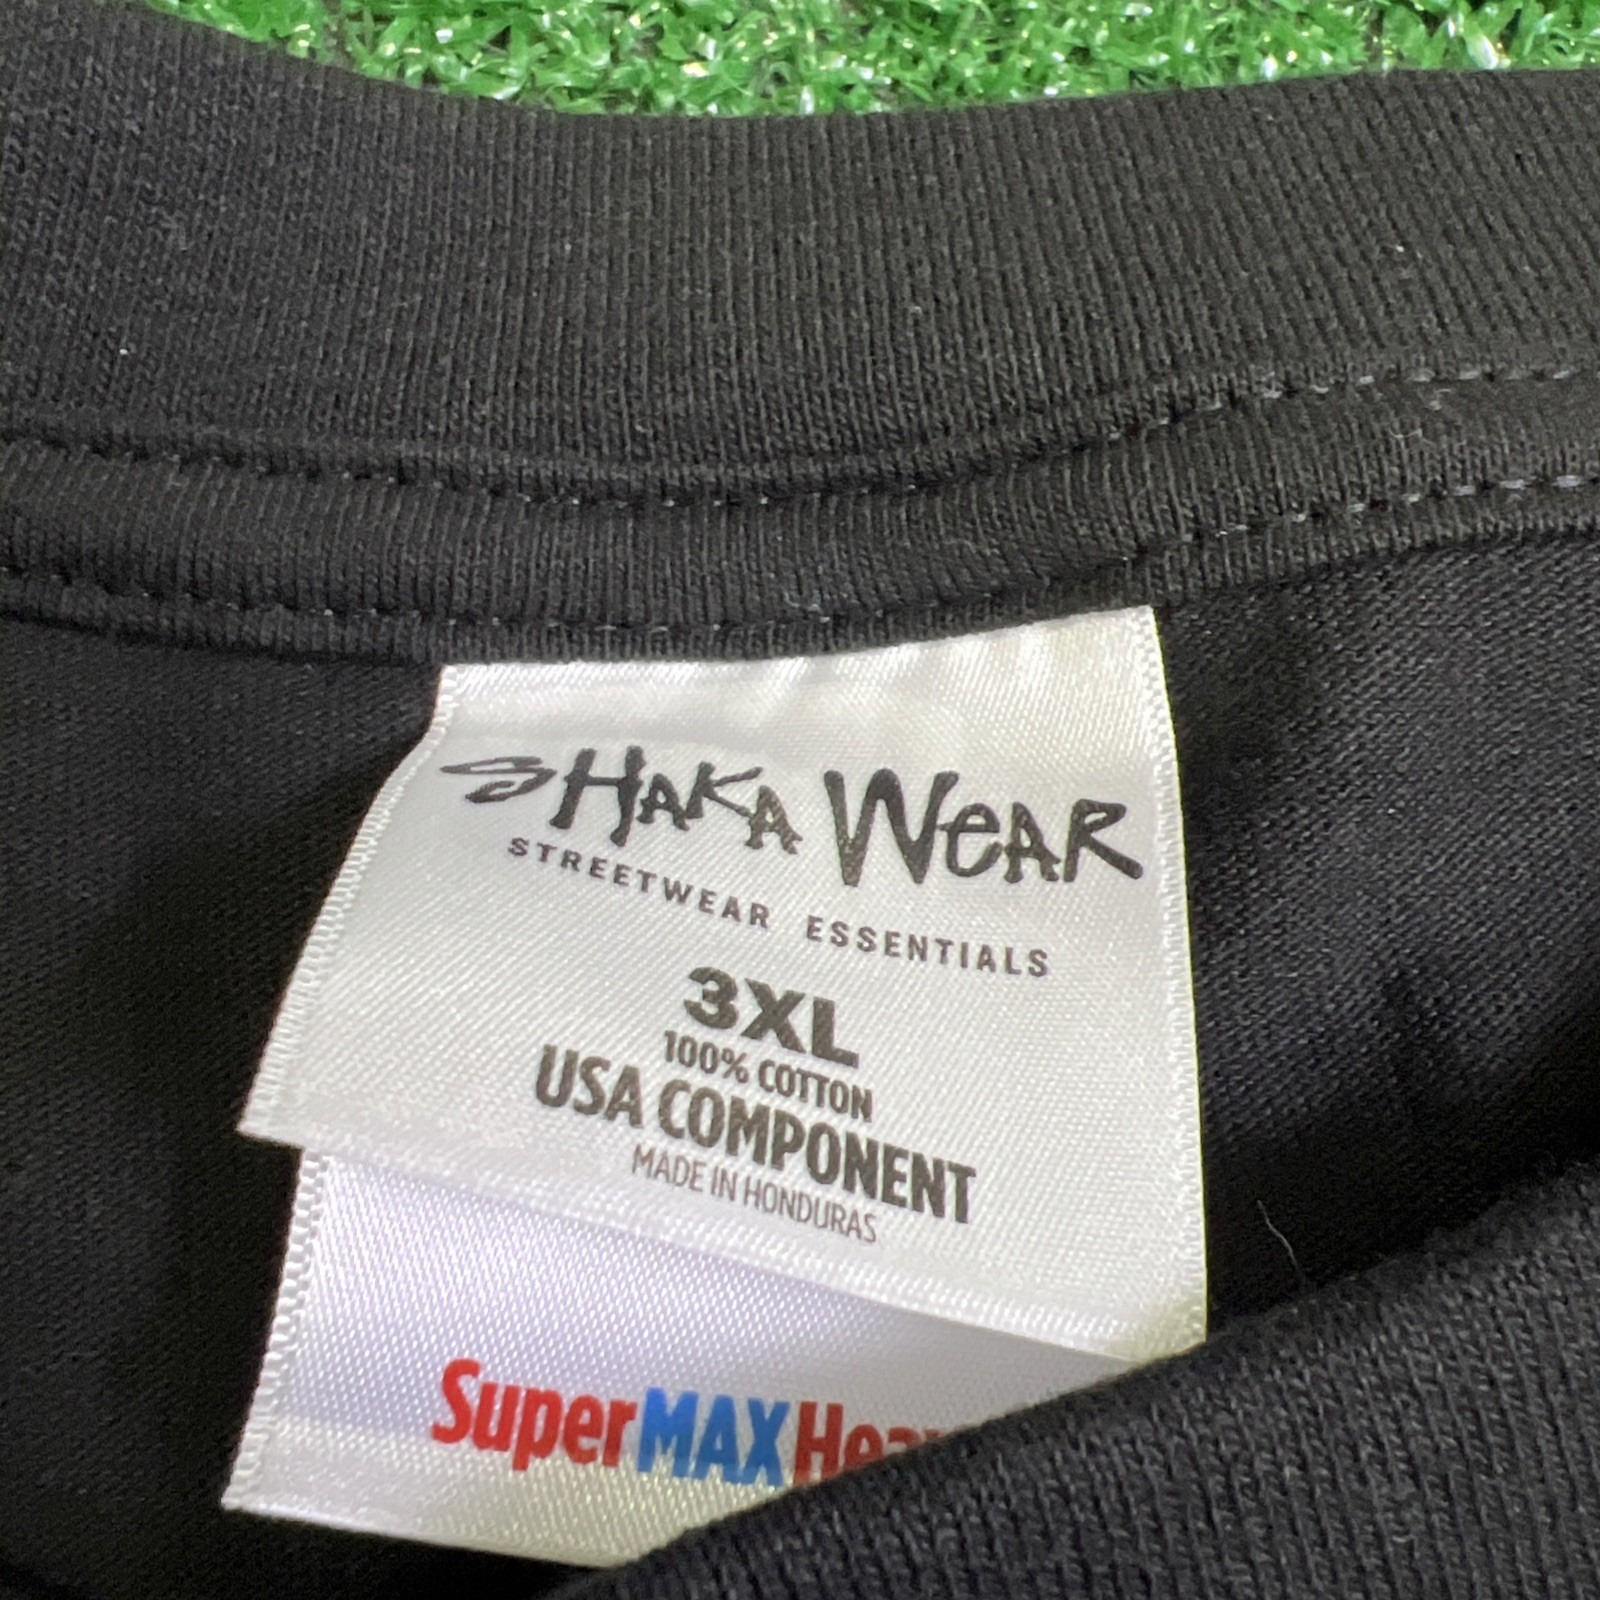 SHAKA WEAR
STREETWEAR ESSENTIALS
3XL
100% COTTON
USA COMPONENT
MADE IN HONDURAS
SuperMAX